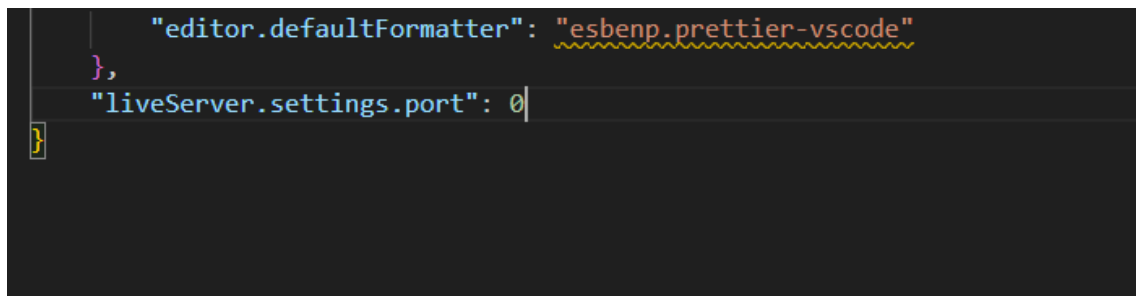 "editor.defaultFormatter": "esbenp.prettier-vscode"
},
"liveServer.settings.port": 0
}